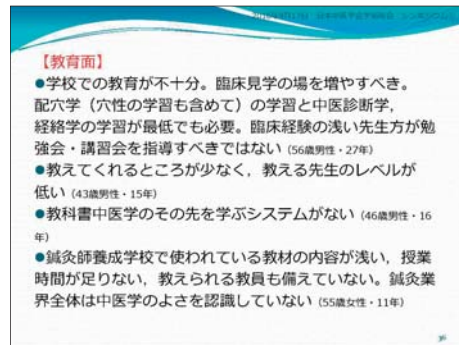 【教育面】
●学校での教育が不十分。臨床見学の場を増やすべき。
配穴学（穴性の学習も含めて）の学習と中医診断学，
経絡学の学習が最低でも必要。臨床経験の浅い先生方が勉
強会・講習会を指導すべきではない（56歳男性・27年）
●教えてくれるところが少なく，教える先生のレベルが
低い（43歳男性・15年）
●教科書中医学のその先を学ぶシステムがない（46歳男性・16
年）
●鍼灸師養成学校で使われている教材の内容が浅い，授業
時間が足りない，教えられる教員も備えていない。鍼灸業
界全体は中医学のよさを認識していない（55歳女性・11年）